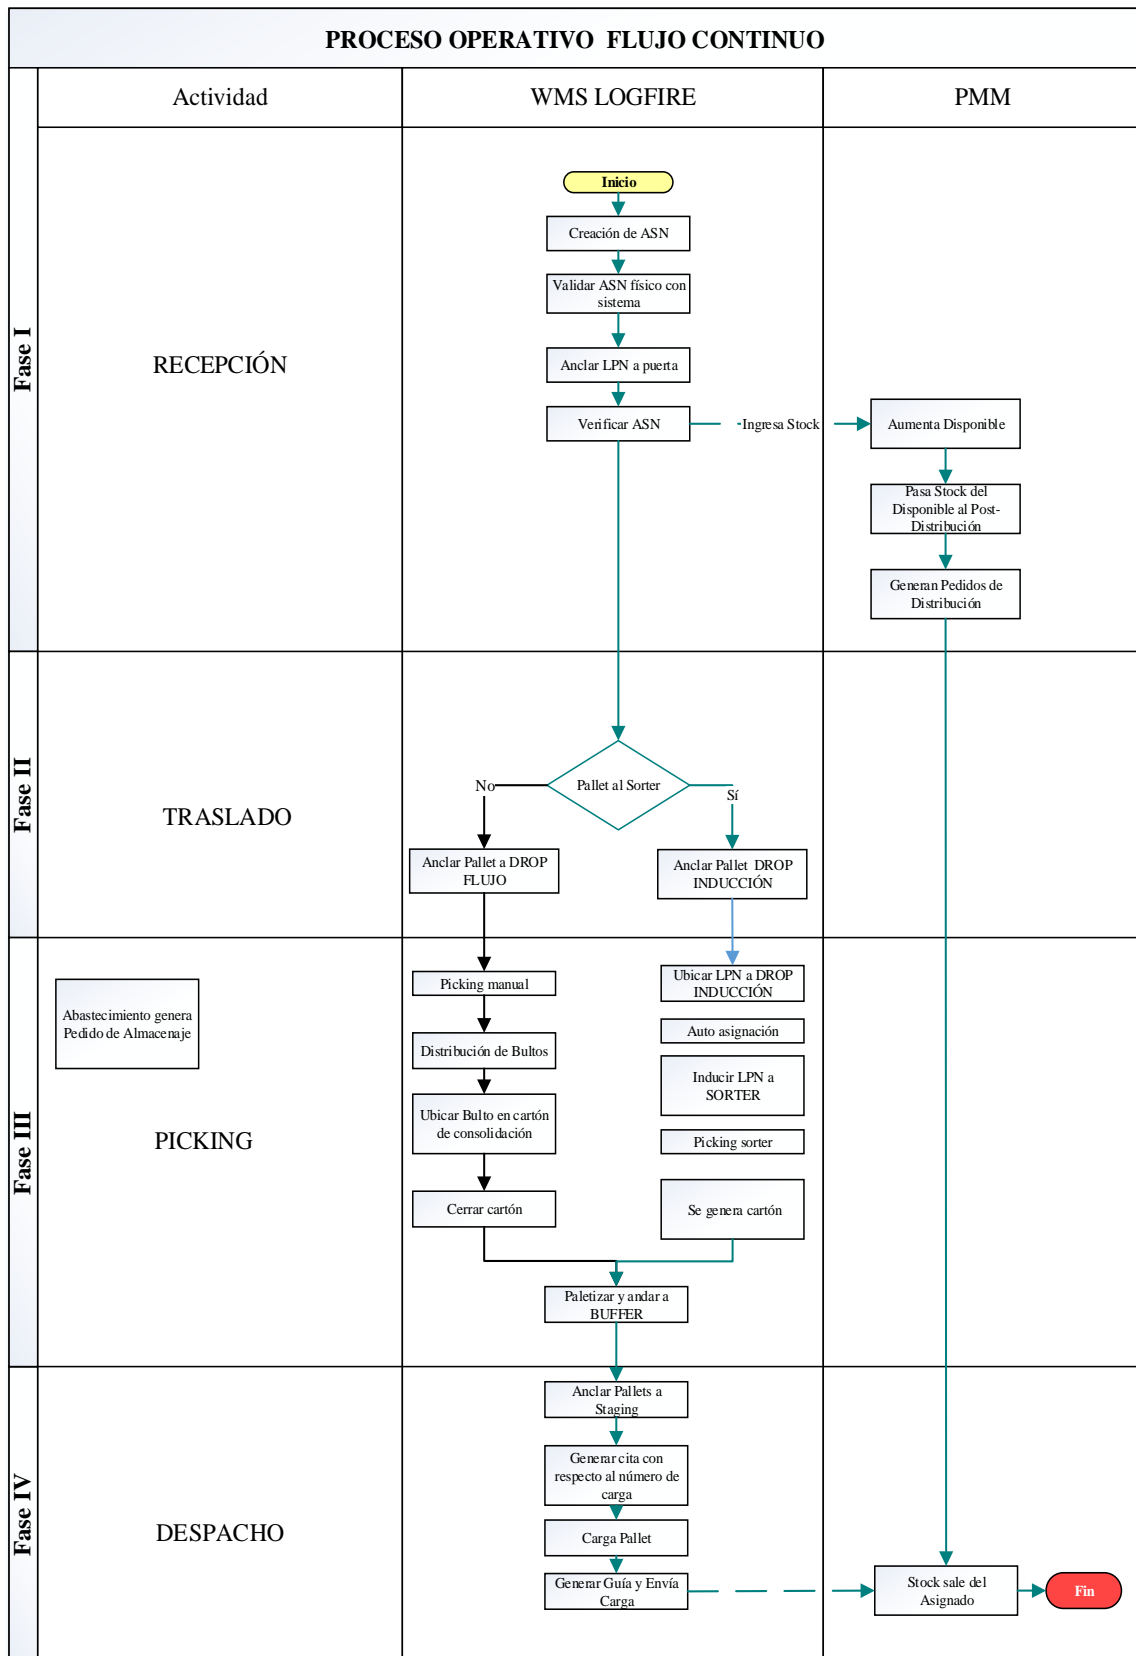 PROCESO OPERATIVO FLUJO CONTINUO
Actividad
WMS LOGFIRE
PMM
Fase I
RECEPCIÓN
Inicio
Creación de ASN
Validar ASN físico con
sistema
Anclar LPN a puerta
Verificar ASN
Ingresa Stock
Aumenta Disponible
Pasa Stock del
Disponible al Post-
Distribución
Generan Pedidos de
Distribución
Fase II
TRASLADO
Pallet al Sorter
No
Sí
Anclar Pallet a DROP
FLUJO
Anclar Pallet DROP
INDUCCIÓN
Fase III
PICKING
Abastecimiento genera
Pedido de Almacenaje
Picking manual
Distribución de Bultos
Ubicar Bulto en cartón
de consolidación
Cerrar cartón
Ubicar LPN a DROP
INDUCCIÓN
Auto asignación
Inducir LPN a
SORTER
Picking sorter
Se genera cartón
Paletizar y andar a
BUFFER
Fase IV
DESPACHO
Anclar Pallets a
Staging
Generar cita con
respecto al número de
carga
Carga Pallet
Generar Guía y Envía
Carga
Stock sale del
Asignado
Fin